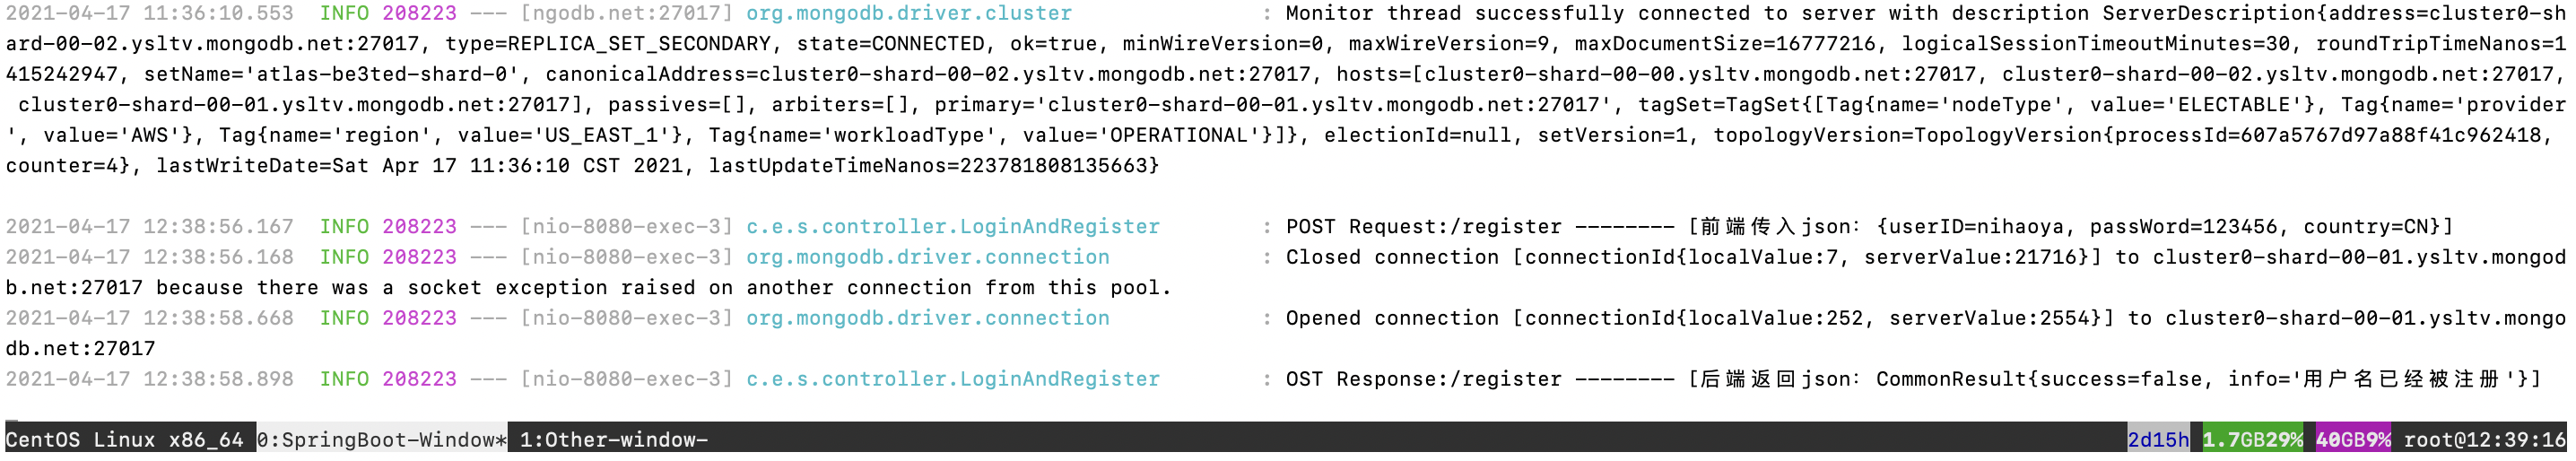 2021-04-17 11:36:10.553  INFO 208223 --- [ngodb.net:27017] org.mongodb.driver.cluster               : Monitor thread successfully connected to server with description ServerDescription{address=cluster0-sh
ard-00-02.ysltv.mongodb.net:27017, type=REPLICA_SET_SECONDARY, state=CONNECTED, ok=true, minWireVersion=0, maxWireVersion=9, maxDocumentSize=16777216, logicalSessionTimeoutMinutes=30, roundTripTimeNanos=1
415242947, setName='atlas-be3ted-shard-0', canonicalAddress=cluster0-shard-00-02.ysltv.mongodb.net:27017, hosts=[cluster0-shard-00-00.ysltv.mongodb.net:27017, cluster0-shard-00-02.ysltv.mongodb.net:27017,
 cluster0-shard-00-01.ysltv.mongodb.net:27017], passives=[], arbiters=[], primary='cluster0-shard-00-01.ysltv.mongodb.net:27017', tagSet=TagSet{[Tag{name='nodeType', value='ELECTABLE'}, Tag{name='provider
', value='AWS'}, Tag{name='region', value='US_EAST_1'}, Tag{name='workloadType', value='OPERATIONAL'}]}, electionId=null, setVersion=1, topologyVersion=TopologyVersion{processId=607a5767d97a88f41c962418,
counter=4}, lastWriteDate=Sat Apr 17 11:36:10 CST 2021, lastUpdateTimeNanos=223781808135663}
2021-04-17 12:38:56.167  INFO 208223 --- [nio-8080-exec-3] c.e.s.controller.LoginAndRegister        : POST Request:/register -------- [前端传入json: {userID=nihaoya, passWord=123456, country=CN}]
2021-04-17 12:38:56.168  INFO 208223 --- [nio-8080-exec-3] org.mongodb.driver.connection            : Closed connection [connectionId{localValue:7, serverValue:21716}] to cluster0-shard-00-01.ysltv.mongod
b.net:27017 because there was a socket exception raised on another connection from this pool.
2021-04-17 12:38:58.668  INFO 208223 --- [nio-8080-exec-3] org.mongodb.driver.connection            : Opened connection [connectionId{localValue:252, serverValue:2554}] to cluster0-shard-00-01.ysltv.mongo
db.net:27017
2021-04-17 12:38:58.898  INFO 208223 --- [nio-8080-exec-3] c.e.s.controller.LoginAndRegister        : OST Response:/register -------- [后端返回json: CommonResult{success=false, info='用户名已经被注册'}]
CentOS Linux x86_64 0:SpringBoot-Window* 1:Other-window- 2d15h 1.7GB29% 40GB9% root@12:39:16